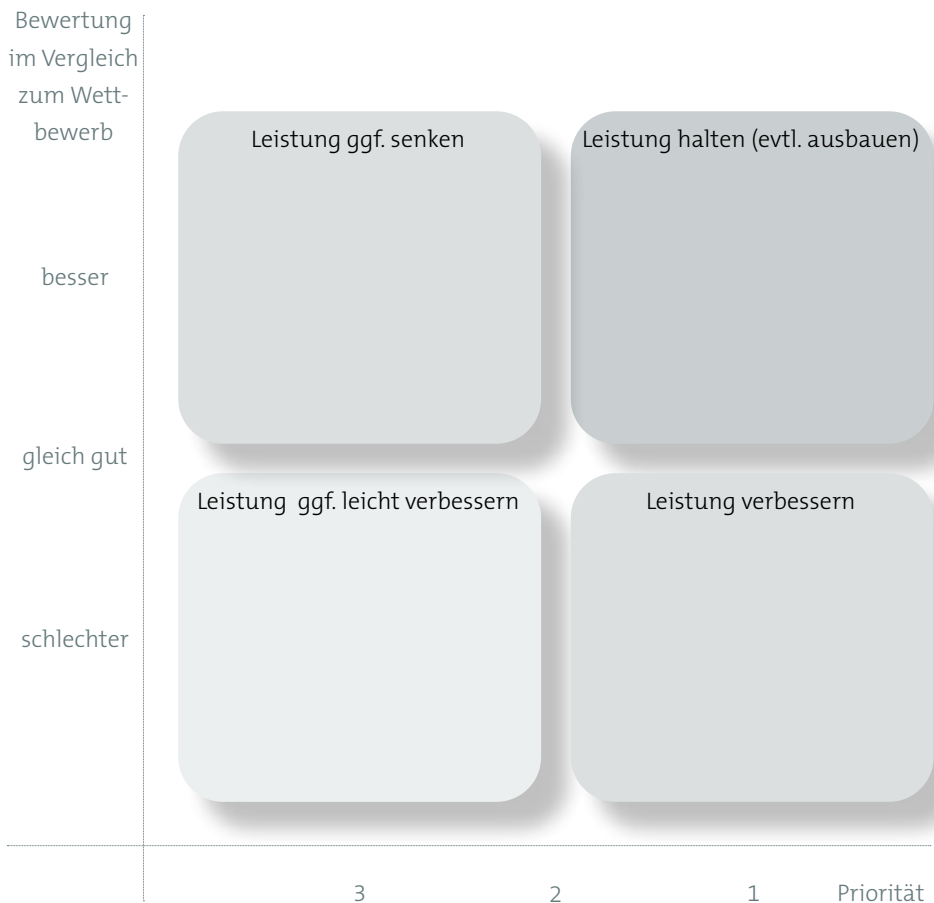 Bewertung
im Vergleich
zum Wett-
bewerb
Leistung ggf. senken
Leistung halten (evtl. ausbauen)
besser
gleich gut
Leistung  ggf. leicht verbessern
Leistung verbessern
schlechter
3
2
1
Priorität